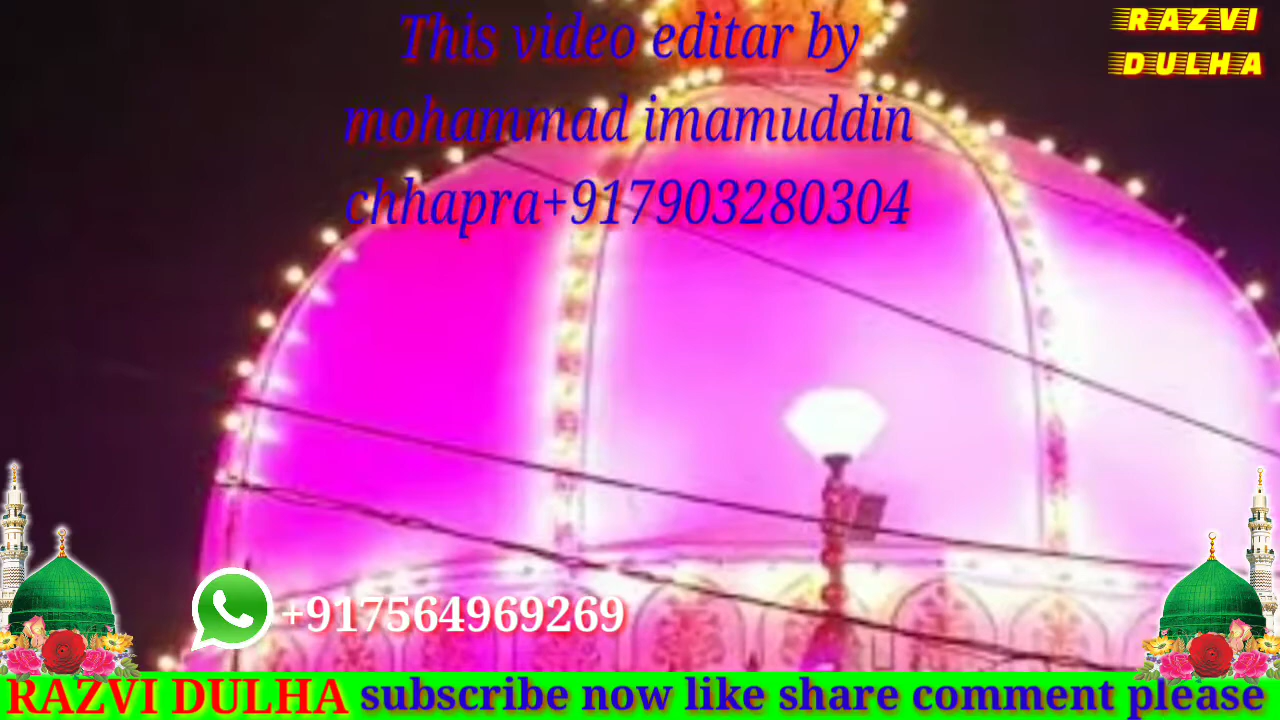 This video editar by
mohammad imamuddin
chhapra+917903280304
RAZVI
DULHA
+917564969269
RAZVI DULHA subscribe now like share comment please